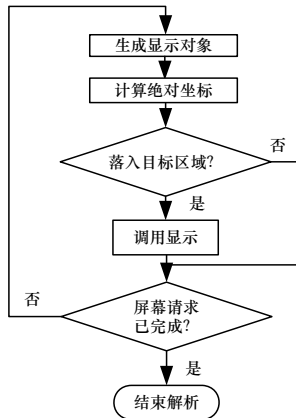 生成显示对象
计算绝对坐标
落入目标区域?
否
是
调用显示
否
屏幕请求
已完成?
是
结束解析